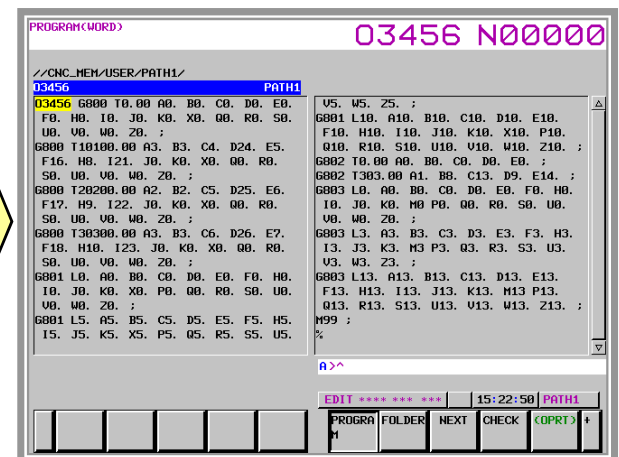 PROGRAM(WORD)
O3456 N00000
//CNC_MEM/USER/PATH1/
O3456 PATH1
O3456 G800 T0.00 A0. B0. C0. D0. E0.
F0. H0. I0. J0. K0. X0. Q0. R0. S0.
U0. V0. W0. Z0. ;
G800 T10100.00 A3. B3. C4. D24. E5.
F16. H8. I21. J0. K0. X0. Q0. R0.
S0. U0. V0. W0. Z0. ;
G800 T20200.00 A2. B2. C5. D25. E6.
F17. H9. I22. J0. K0. X0. Q0. R0.
S0. U0. V0. W0. Z0. ;
G800 T30300.00 A4. B3. C6. D26. E7.
F18. H10. I23. J0. K0. X0. Q0. R0.
S0. U0. V0. W0. Z0. ;
G801 L0. A0. B0. C0. D0. E0. F0. H0.
I0. J0. K0. X0. P0. Q0. R0. S0. U0.
V0. W0. Z0. ;
G801 L5. A5. B5. C5. D5. E5. F5. H5.
I5. J5. K5. X5. P5. Q5. R5. S5. U5.
V5. W5. Z5. ;
G801 L10. A10. B10. C10. D10. E10.
F10. H10. I10. J10. K10. X10. P10.
Q10. R10. S10. U10. V10. W10. Z10. ;
G802 T0.00 A0. B0. C0. D0. E0. ;
G802 T303.00 A1. B8. C13. D9. E14. ;
G803 L0. A0. B0. C0. D0. E0. F0. H0.
I0. J0. K0. M0 P0. Q0. R0. S0. U0.
V0. W0. Z0. ;
G803 L3. A3. B3. C3. D3. E3. F3. H3.
I3. J3. K3. M3 P3. Q3. R3. S3. U3.
V3. W3. Z3. ;
G803 L13. A13. B13. C13. D13. E13.
F13. H13. I13. J13. K13. M13 P13.
Q13. R13. S13. U13. V13. W13. Z13. ;
M99 ;
%
A>^
EDIT **** *** *** 15:22:50 PATH1
PROGRA FOLDER NEXT CHECK (OPRT) +
M